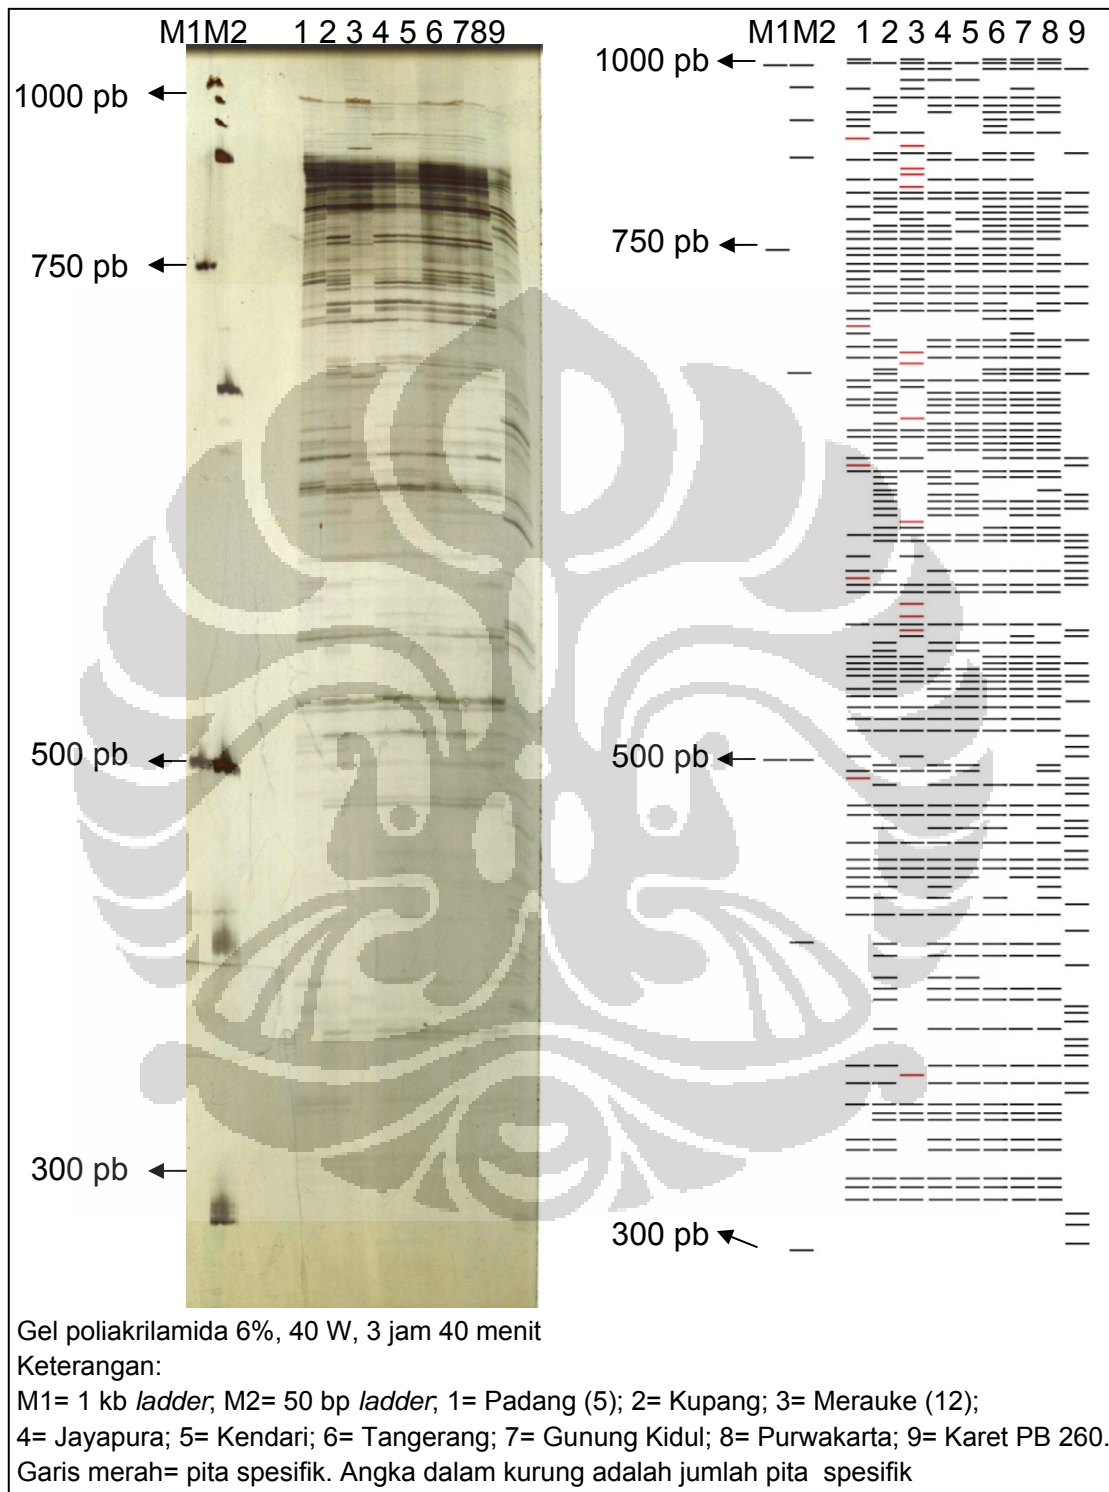 M1M2 1 2 3 4 5 6 789
M1M2 1 2 3 4 5 6 7 8 9
1000 pb
750 pb
500 pb
300 pb
1000 pb
750 pb
500 pb
300 pb
Gel poliakrilamida 6%, 40 W, 3 jam 40 menit
Keterangan:
M1= 1 kb ladder; M2= 50 bp ladder; 1= Padang (5); 2= Kupang; 3= Merauke (12);
4= Jayapura; 5= Kendari; 6= Tangerang; 7= Gunung Kidul; 8= Purwakarta; 9= Karet PB 260.
Garis merah= pita spesifik. Angka dalam kurung adalah jumlah pita spesifik